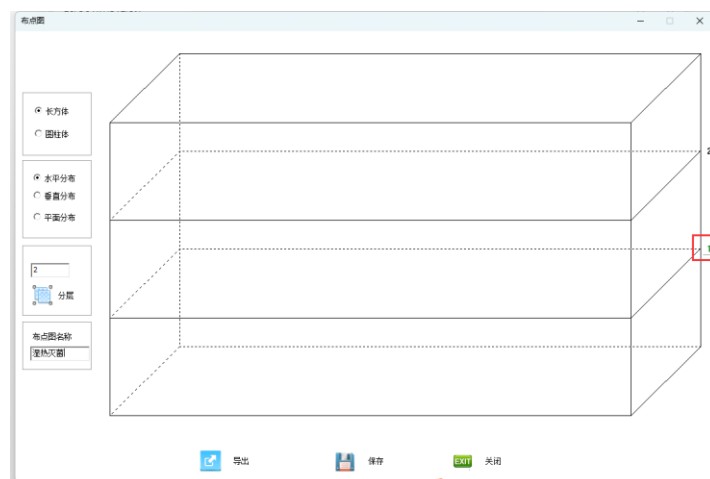 布点图
长方体
圆柱体
2
水平分布
垂直分布
平面分布
1
2
分层
布点图名称
湿热灭菌
导出
保存
EXIT 关闭